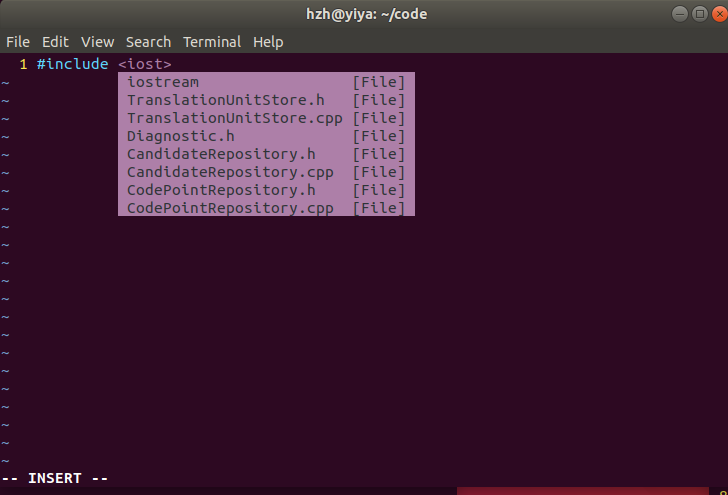 hzh@yiya: ~/code
File Edit View Search Terminal Help
1 #include <iost>
~ iostream [File]
~ TranslationUnitStore.h [File]
~ TranslationUnitStore.cpp [File]
~ Diagnostic.h [File]
~ CandidateRepository.h [File]
~ CandidateRepository.cpp [File]
~ CodePointRepository.h [File]
~ CodePointRepository.cpp [File]
~
~
~
~
~
~
~
~
~
~
~
~
~
~
-- INSERT --